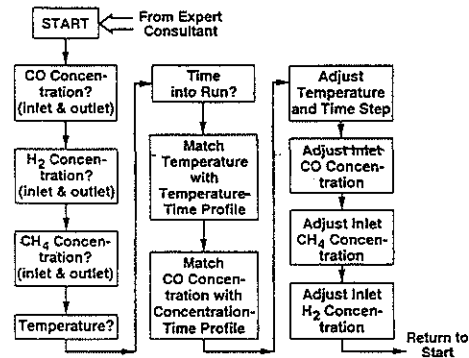 START
From Expert
Consultant
CO Concen-
tration?
(inlet & outlet)
H2 Concen-
tration?
(inlet & outlet)
CH4 Concen-
tration?
(inlet & outlet)
Temperature?
Time
into Run?
Match
Temperature
with
Temperature-
Time Profile
Match
CO Concen-
tration with
Concentration-
Time Profile
Adjust
Temperature
and Time Step
Adjust Inlet
CO Concen-
tration
Adjust Inlet
CH4 Concen-
tration
Adjust Inlet
H2 Concen-
tration
Return to
Start